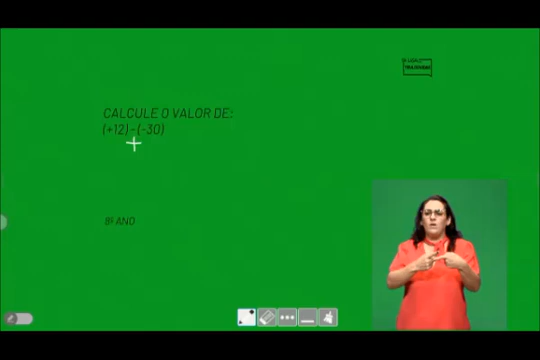 CALCULE O VALOR DE:
(+12) - (-30)
+
8º ANO